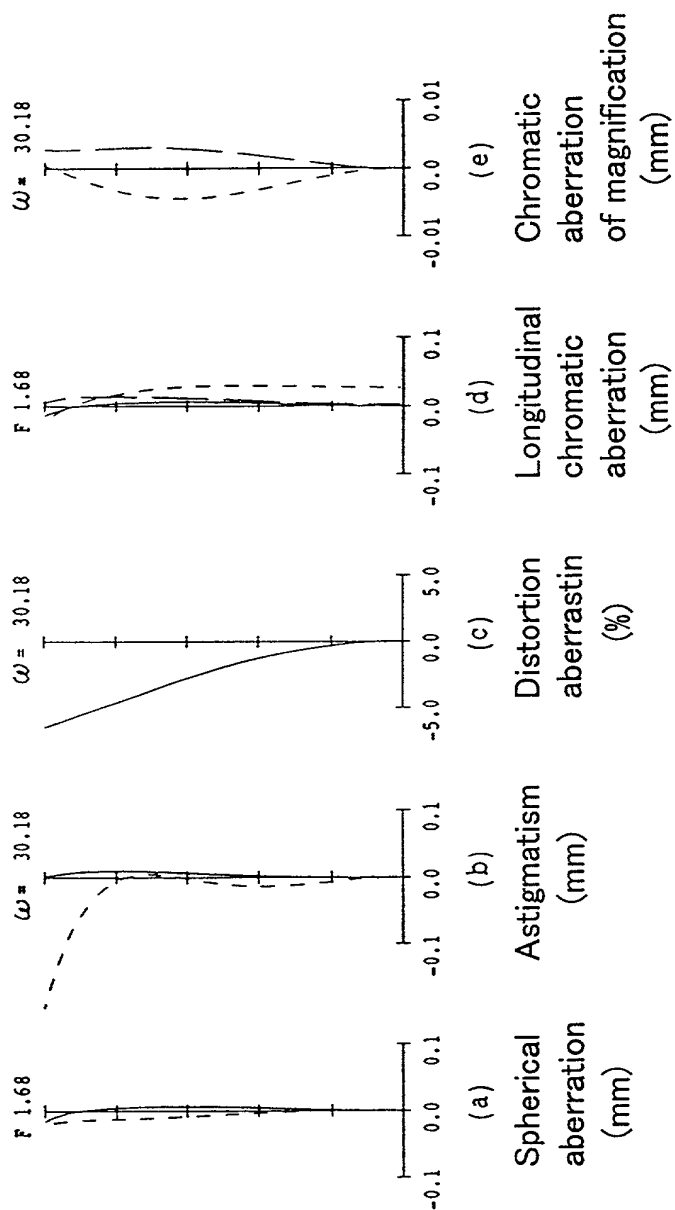 F 1.68
-0.1 0.0 0.1
(a)
Spherical
aberration
(mm)
ω= 30.18
-0.1 0.0 0.1
(b)
Astigmatism
(mm)
ω= 30.18
-5.0 0.0 5.0
(c)
Distortion
aberrastin
(%)
F 1.68
-0.1 0.0 0.1
(d)
Longitudinal
chromatic
aberration
(mm)
ω= 30.18
-0.01 0.0 0.01
(e)
Chromatic
aberration
of magnification
(mm)